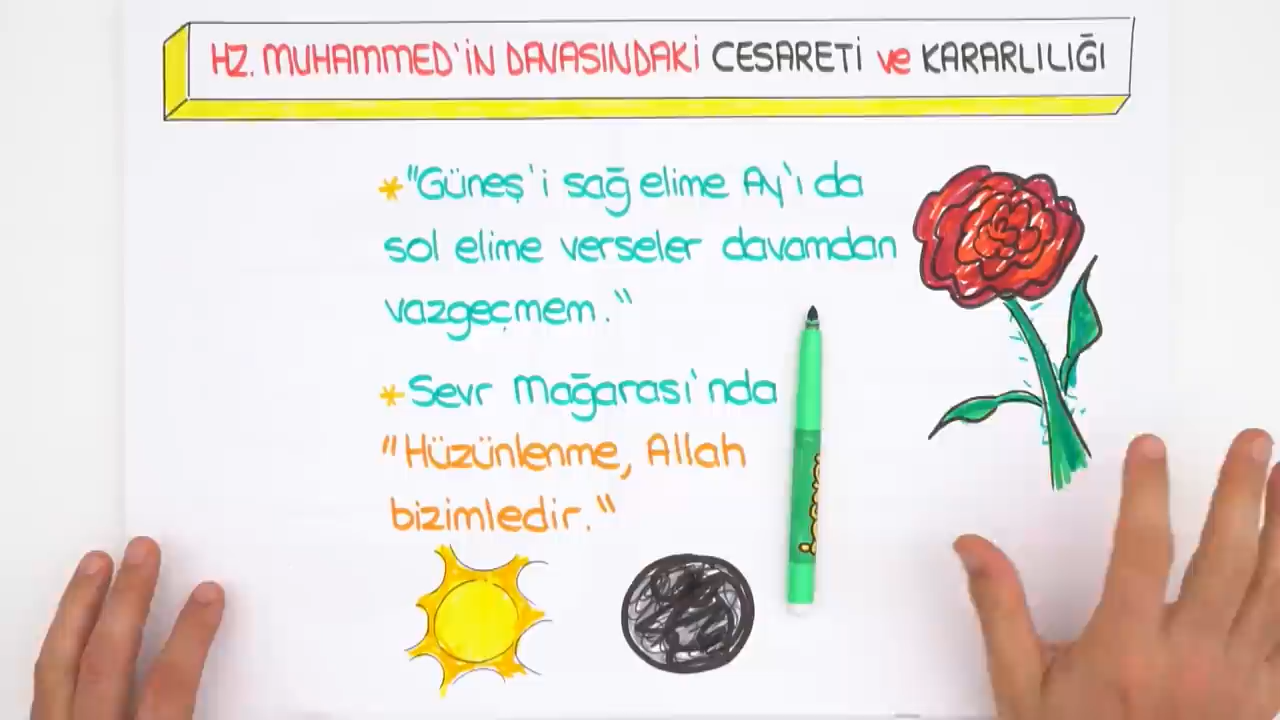 HZ. MUHAMMED'İN DAVASINDAKİ CESARETİ ve KARARLILIĞI
*"Güneş'i sağ elime Ay'ı da
sol elime verseler davamdan
vazgeçmem."
*Sevr Mağarası'nda
"Hüzünlenme, Allah
bizimledir."